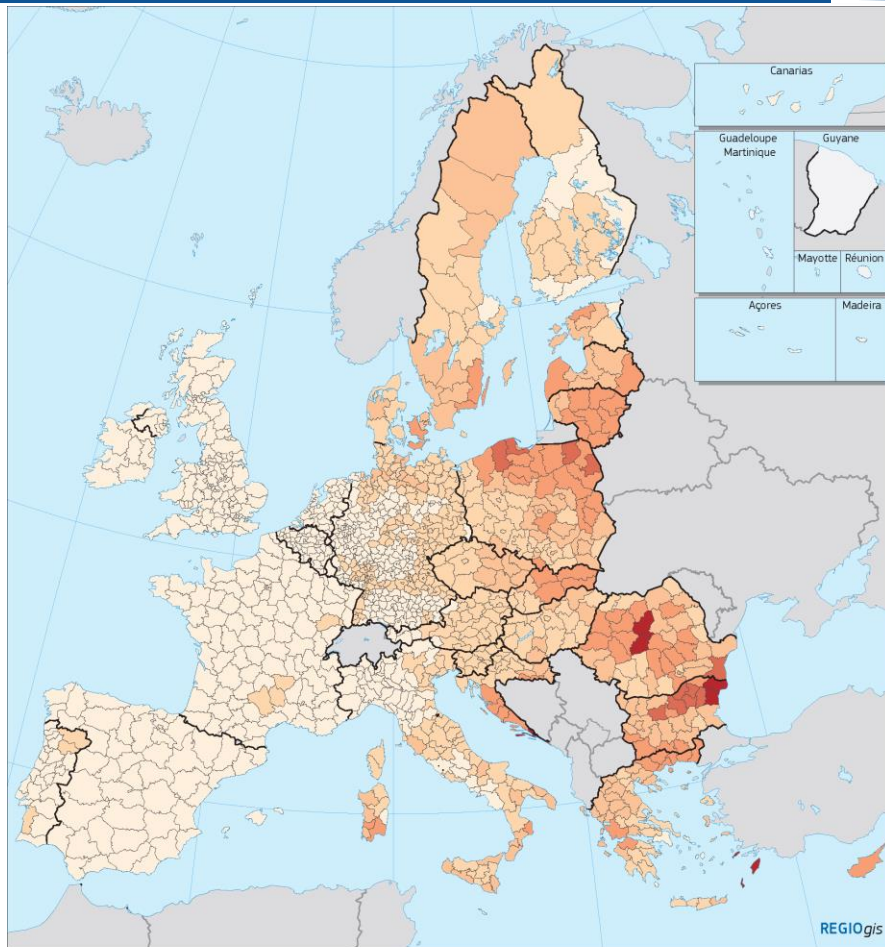 Canarias
Guadeloupe
Martinique
Guyane
Mayotte
Réunion
Açores
Madeira
REGIOgis